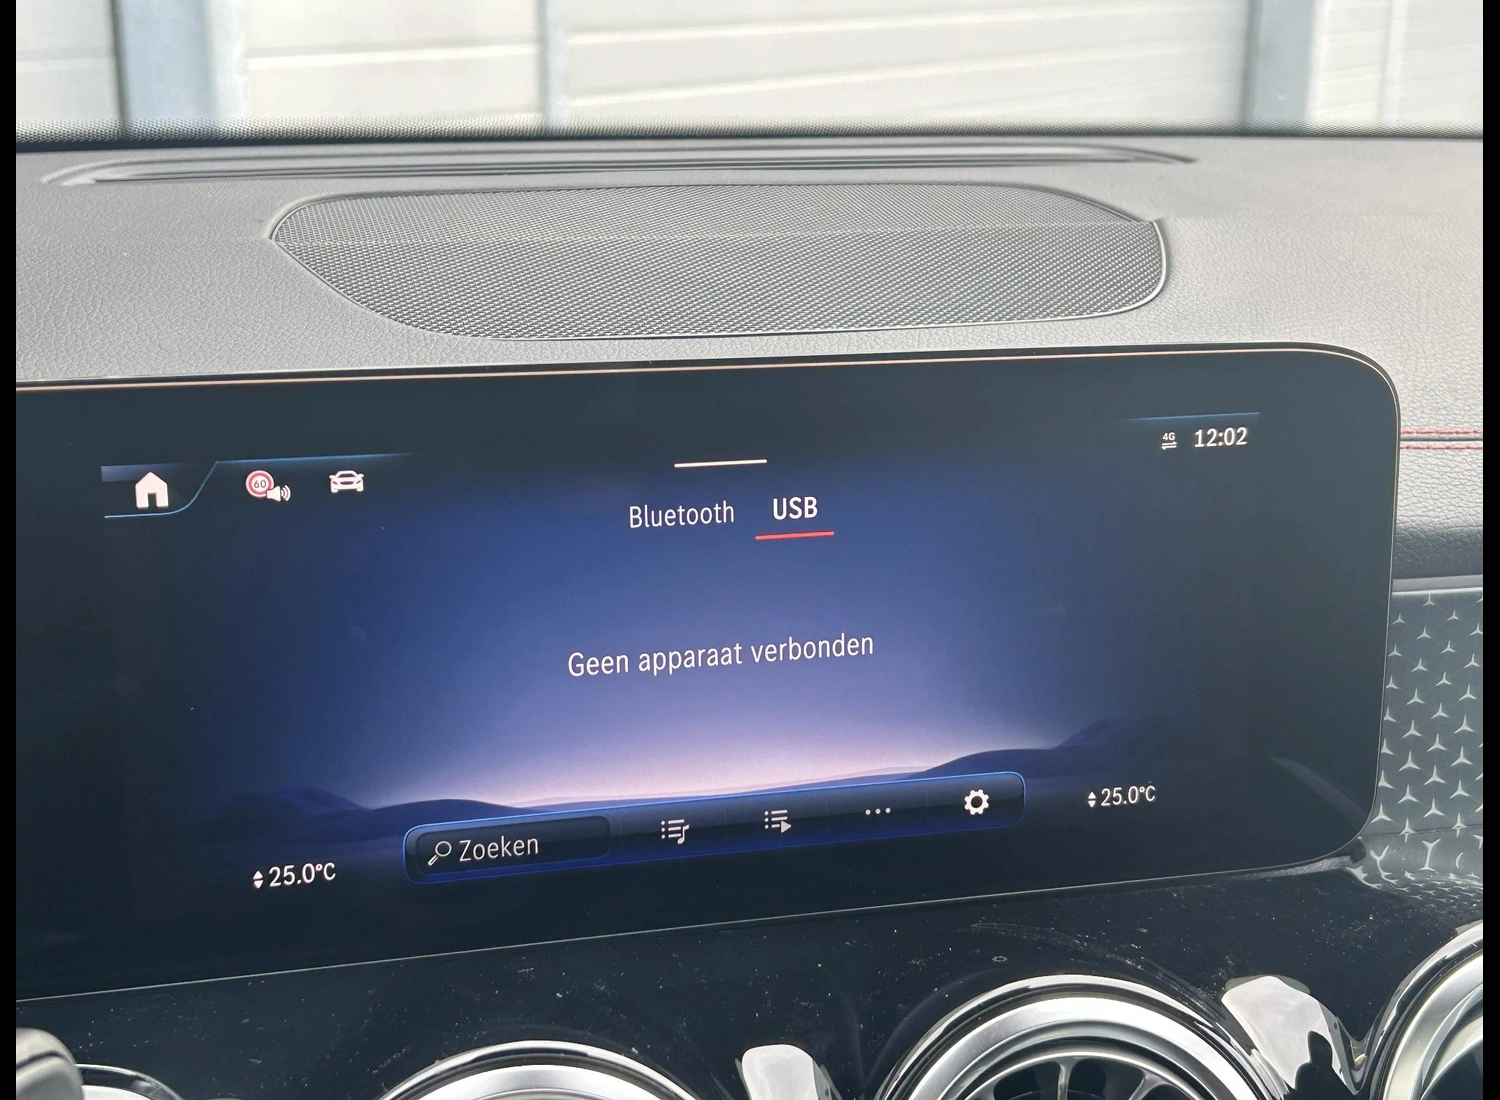 4G 12:02
60
Bluetooth USB
Geen apparaat verbonden
25.0°C
Zoeken
25.0°C